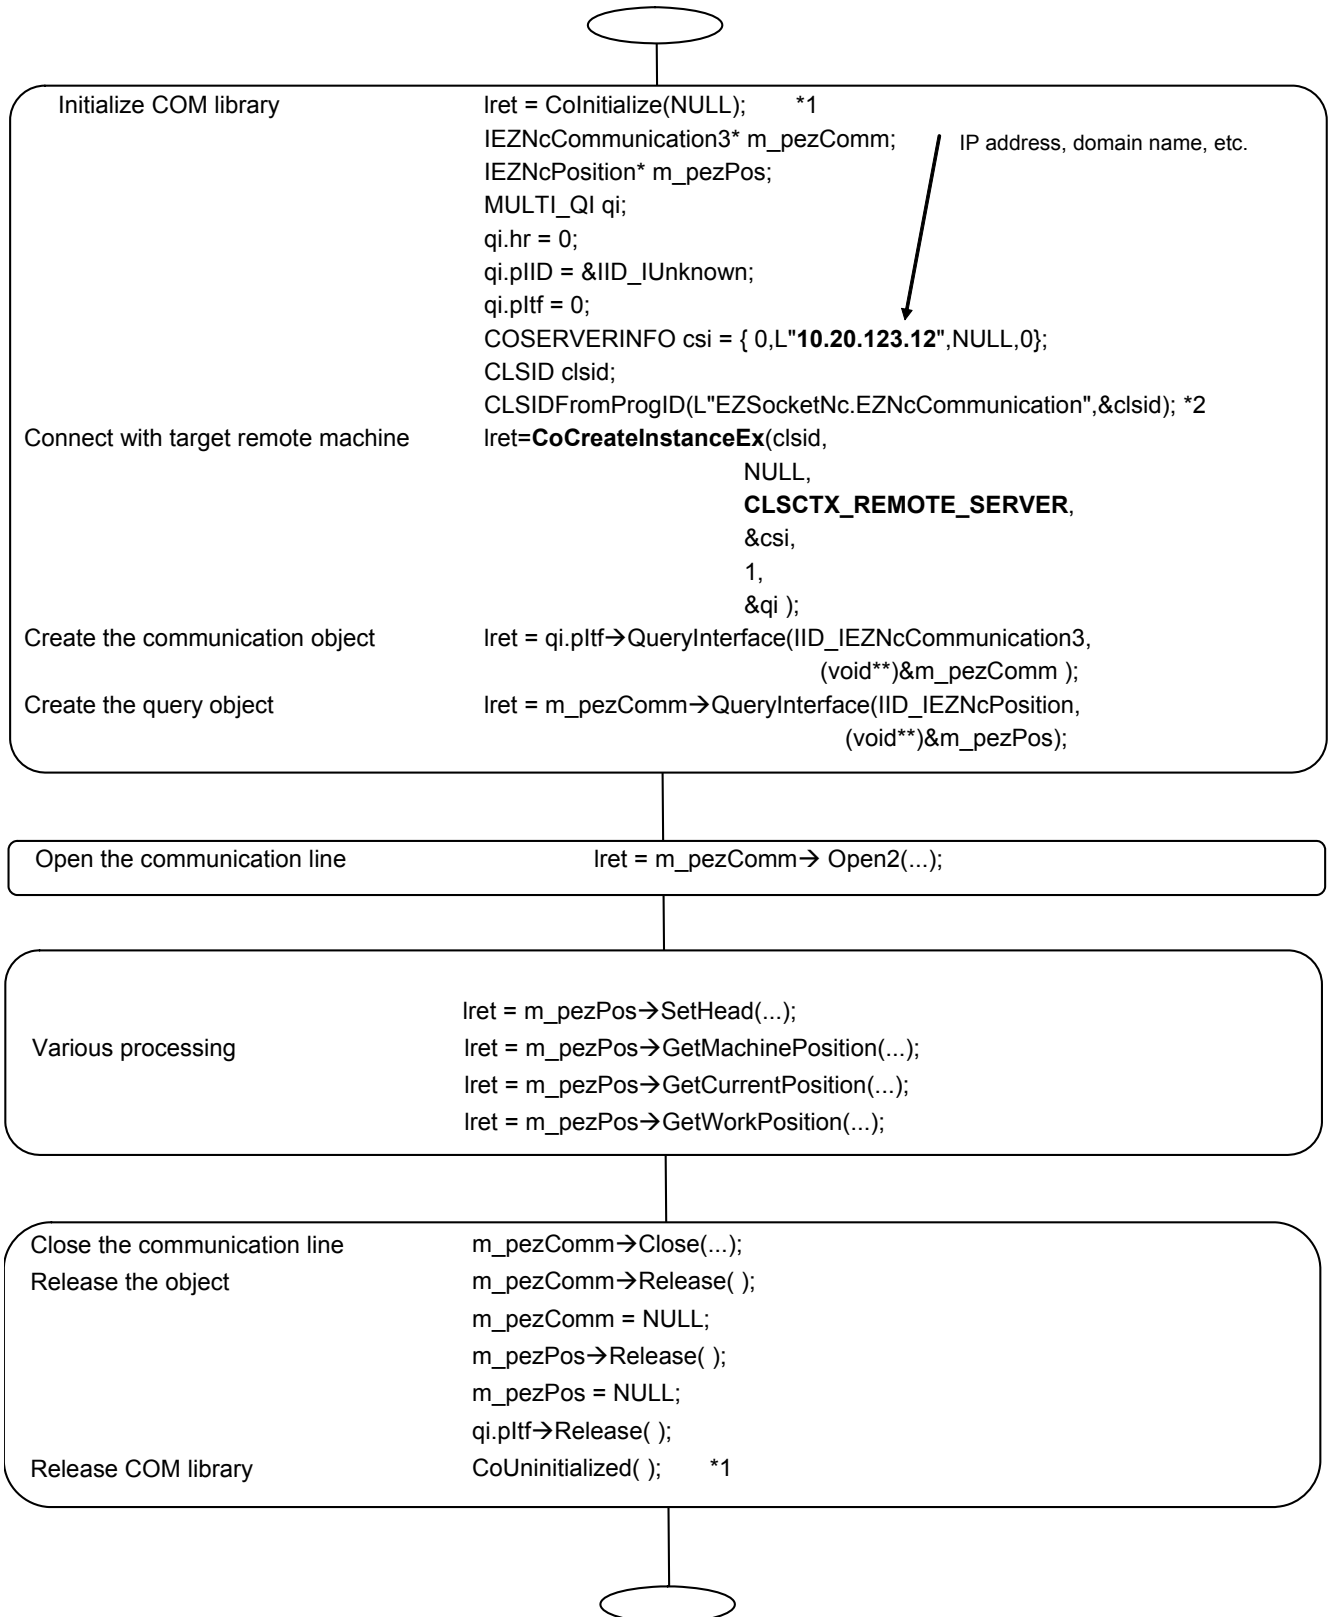 Initialize COM library lret = CoInitialize(NULL); *1
IEZNcCommunication3* m_pezComm;
IP address, domain name, etc.
IEZNcPosition* m_pezPos;
MULTI_QI qi;
qi.hr = 0;
qi.pIID = &IID_IUnknown;
qi.pItf = 0;
COSERVERINFO csi = { 0,L"10.20.123.12",NULL,0};
CLSID clsid;
CLSIDFromProgID(L"EZSocketNc.EZNcCommunication",&clsid); *2
Connect with target remote machine lret=CoCreateInstanceEx(clsid,
NULL,
CLSCTX_REMOTE_SERVER,
&csi,
1,
&qi );
Create the communication object lret = qi.pItf→QueryInterface(IID_IEZNcCommunication3,
(void**)&m_pezComm );
Create the query object lret = m_pezComm→QueryInterface(IID_IEZNcPosition,
(void**)&m_pezPos);
Open the communication line lret = m_pezComm→ Open2(...);
lret = m_pezPos→SetHead(...);
Various processing lret = m_pezPos→GetMachinePosition(...);
lret = m_pezPos→GetCurrentPosition(...);
lret = m_pezPos→GetWorkPosition(...);
Close the communication line m_pezComm→Close(...);
Release the object m_pezComm→Release( );
m_pezComm = NULL;
m_pezPos→Release( );
m_pezPos = NULL;
qi.pItf→Release( );
Release COM library CoUninitialized( ); *1